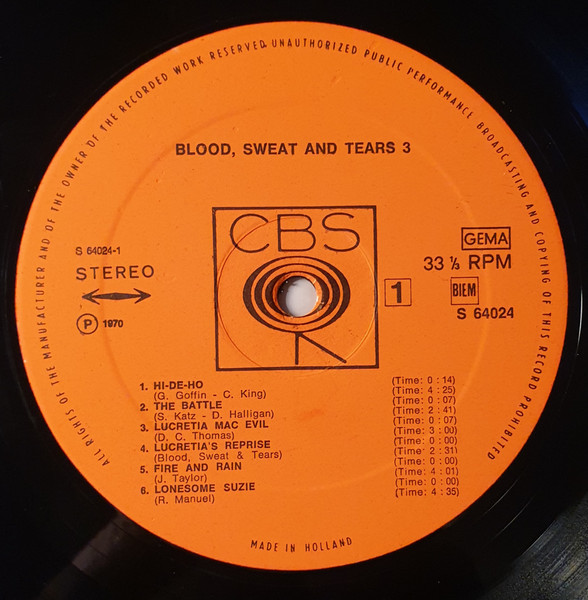 ALL RIGHTS OF THE MANUFACTURER AND OF THE OWNER OF THE RECORDED WORK RESERVED UNAUTHORIZED PUBLIC PERFORMANCE BROADCASTING AND COPYING OF THIS RECORD PROHIBITED
BLOOD, SWEAT AND TEARS 3
CBS
S 64024-1
STEREO
Ⓟ 1970
GEMA
33 ⅓ RPM
1 BIEM
S 64024
1. HI-DE-HO (Time: 0 : 14)
(G. Goffin - C. King) (Time: 4 : 25)
2. THE BATTLE (Time: 0 : 07)
(S. Katz - D. Halligan) (Time: 2 : 41)
3. LUCRETIA MAC EVIL (Time: 0 : 07)
(D. C. Thomas) (Time: 3 : 00)
4. LUCRETIA'S REPRISE (Time: 0 : 00)
(Blood, Sweat & Tears) (Time: 2 : 31)
5. FIRE AND RAIN (Time: 0 : 00)
(J. Taylor) (Time: 4 : 01)
6. LONESOME SUZIE (Time: 0 : 00)
(R. Manuel) (Time: 4 : 35)
MADE IN HOLLAND